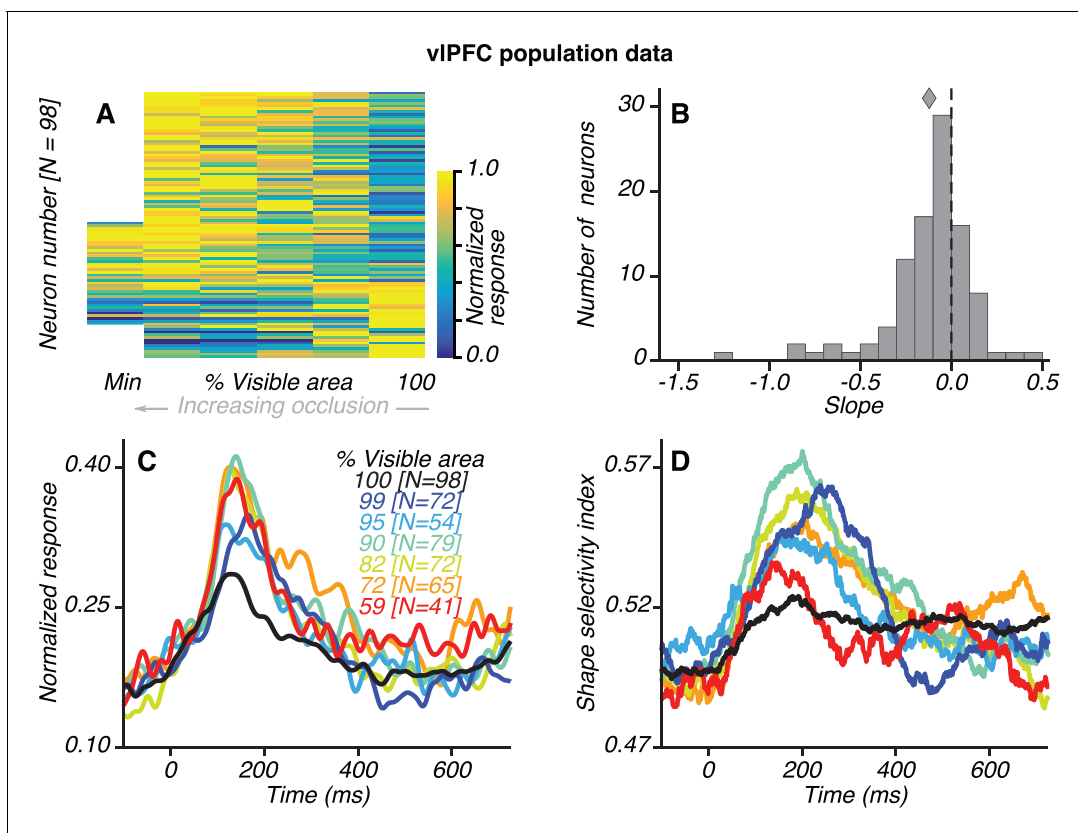 vlPFC population data
A
Neuron number [N = 98]
1.0
Normalized
response
0.0
Min % Visible area 100
← Increasing occlusion
B
Number of neurons
30
20
10
0
-1.5 -1.0 -0.5 0.0 0.5
Slope
C
Normalized response
0.40
0.25
0.10
% Visible area
100 [N=98]
99 [N=72]
95 [N=54]
90 [N=79]
82 [N=72]
72 [N=65]
59 [N=41]
0 200 400 600
Time (ms)
D
Shape selectivity index
0.57
0.52
0.47
0 200 400 600
Time (ms)